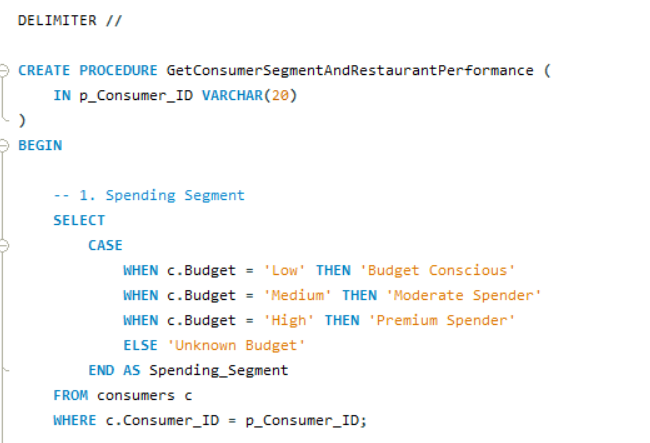 DELIMITER //
CREATE PROCEDURE GetConsumerSegmentAndRestaurantPerformance (
IN p_Consumer_ID VARCHAR(20)
)
BEGIN
-- 1. Spending Segment
SELECT
CASE
WHEN c.Budget = 'Low' THEN 'Budget Conscious'
WHEN c.Budget = 'Medium' THEN 'Moderate Spender'
WHEN c.Budget = 'High' THEN 'Premium Spender'
ELSE 'Unknown Budget'
END AS Spending_Segment
FROM consumers c
WHERE c.Consumer_ID = p_Consumer_ID;